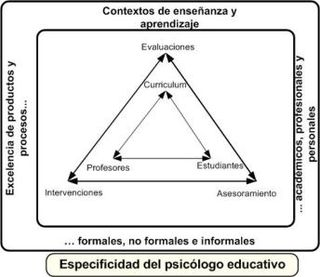 Contextos de enseñanza y
aprendizaje
Excelencia de productos y
procesos...
Evaluaciones
Curriculum
Profesores
Estudiantes
Intervenciones
Asesoramiento
... académicos, profesionales y
personales
... formales, no formales e informales
Especificidad del psicólogo educativo